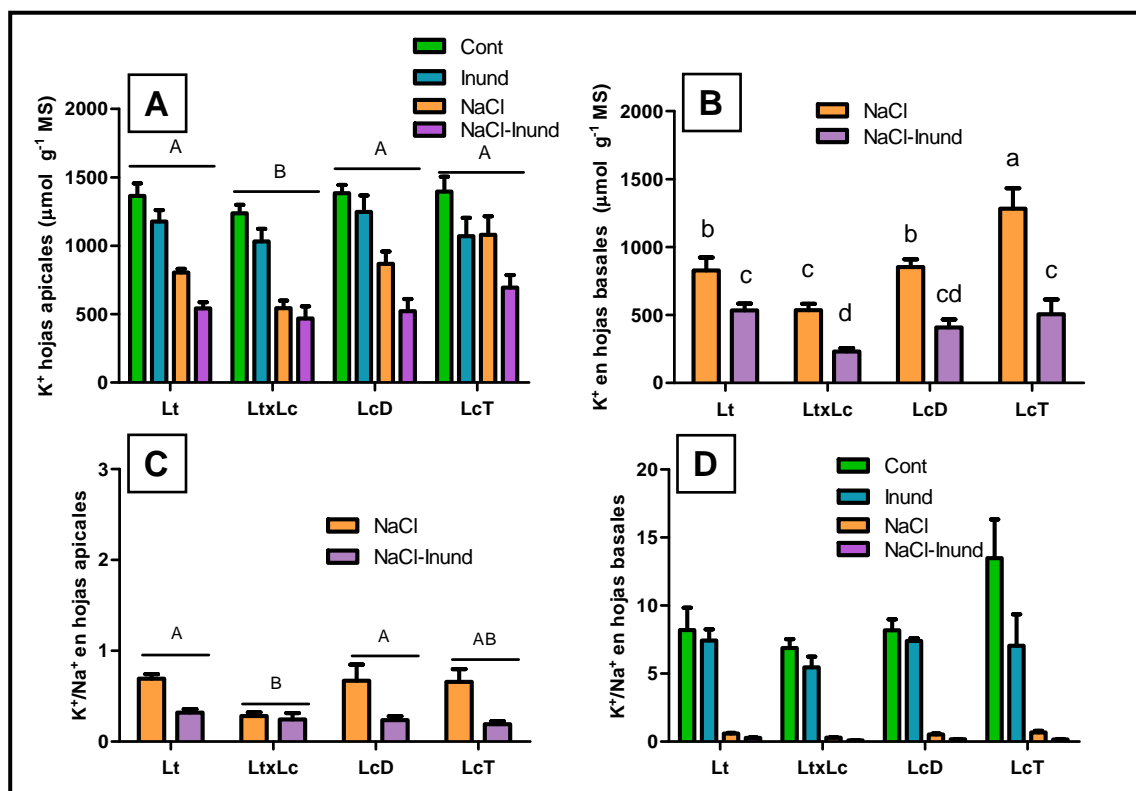 A
Cont
Inund
NaCl
NaCl-Inund
K⁺ hojas apicales (μmol g⁻¹ MS)
2000
1500
1000
500
0
A
B
A
A
Lt
LtxLc
LcD
LcT
B
NaCl
NaCl-Inund
K⁺ en hojas basales (μmol g⁻¹ MS)
2000
1500
1000
500
0
b
c
c
d
b
cd
a
c
Lt
LtxLc
LcD
LcT
C
NaCl
NaCl-Inund
K⁺/Na⁺ en hojas apicales
3
2
1
0
A
B
A
AB
Lt
LtxLc
LcD
LcT
D
Cont
Inund
NaCl
NaCl-Inund
K⁺/Na⁺ en hojas basales
20
15
10
5
0
Lt
LtxLc
LcD
LcT